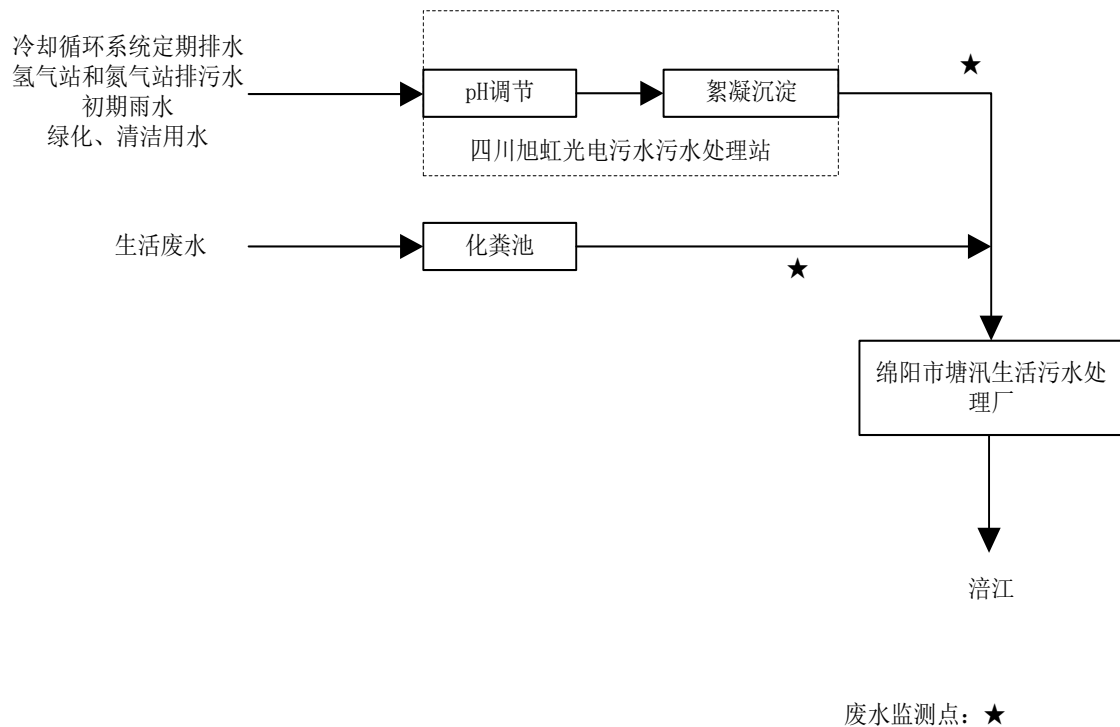 冷却循环系统定期排水
氢气站和氮气站排污水
初期雨水
绿化、清洁用水
pH调节
絮凝沉淀
★
四川旭虹光电污水污水处理站
生活废水
化粪池
★
绵阳市塘汛生活污水处
理厂
涪江
废水监测点：★